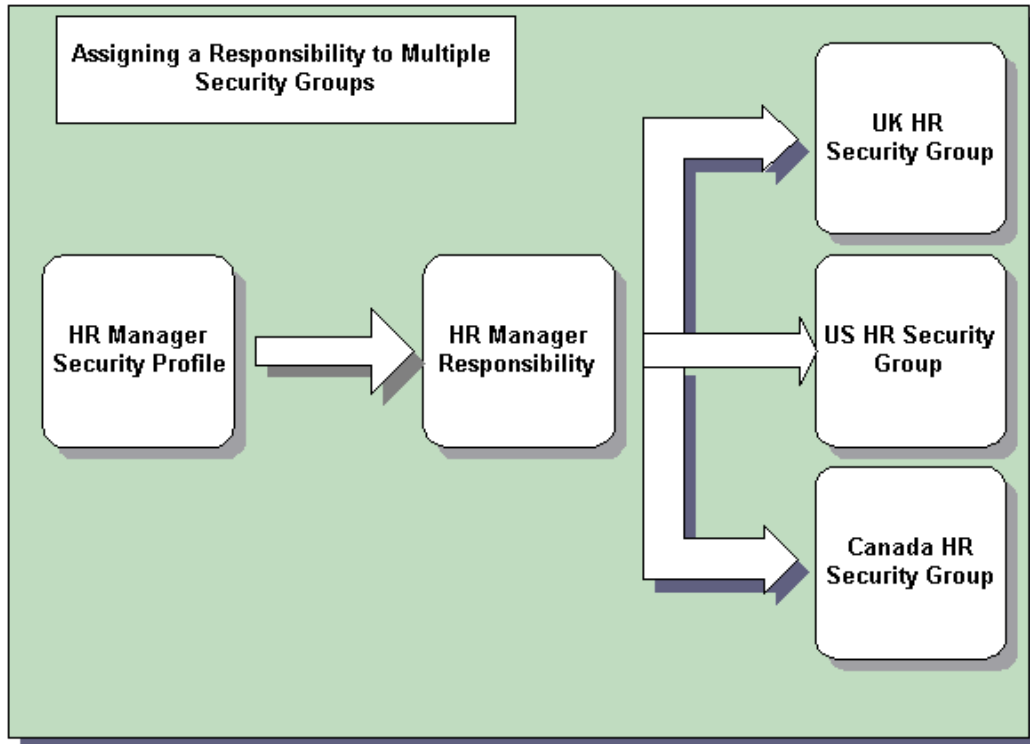 Assigning a Responsibility to Multiple
Security Groups
UK HR
Security Group
HR Manager
Security Profile
HR Manager
Responsibility
US HR Security
Group
Canada HR
Security Group